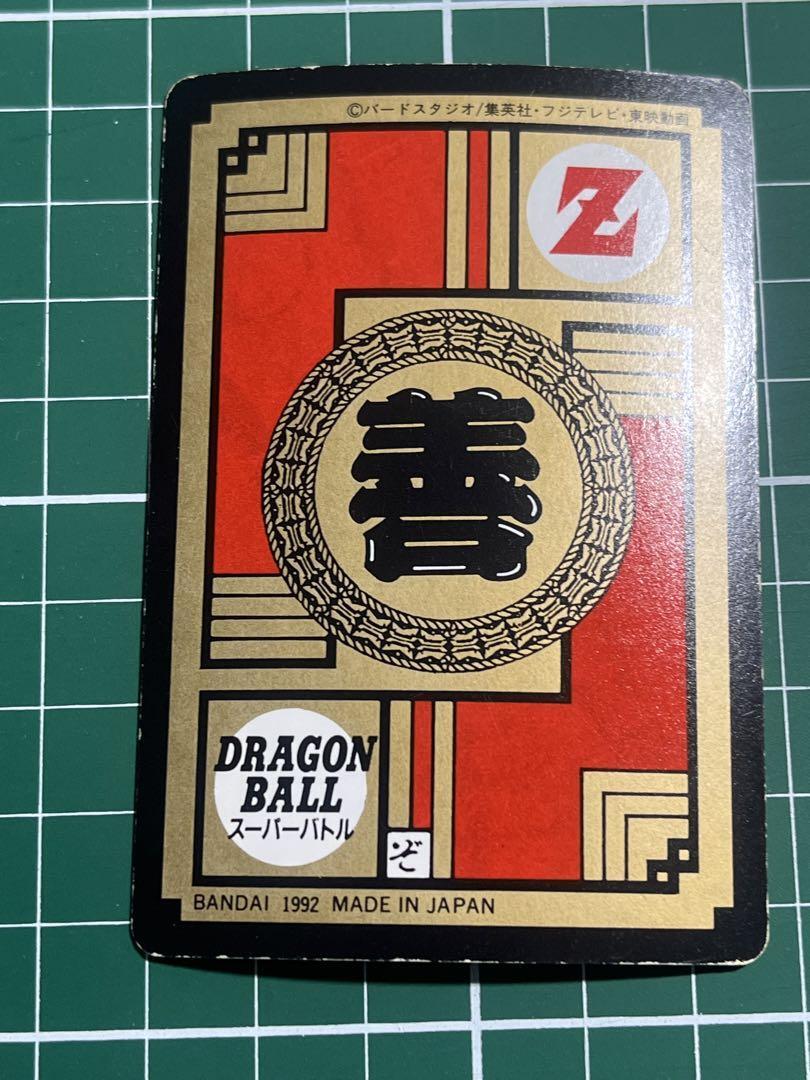 ©バードスタジオ/集英社・フジテレビ・東映動画
Z
善
DRAGON
BALL
スーパーバトル
ぞ
BANDAI 1992 MADE IN JAPAN